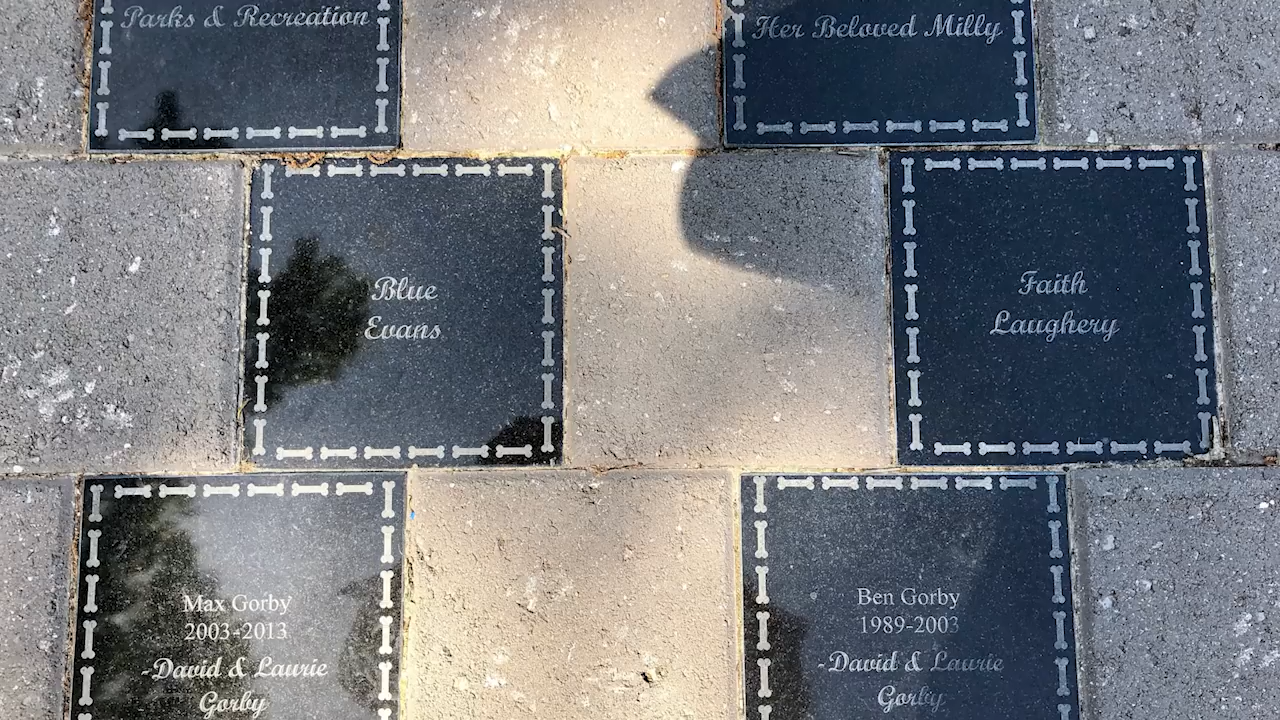 Parks & Recreation
Her Beloved Milly
Blue
Evans
Faith
Laughery
Max Gorby
2003-2013
-David & Laurie
Gorby
Ben Gorby
1989-2003
-David & Laurie
Gorby